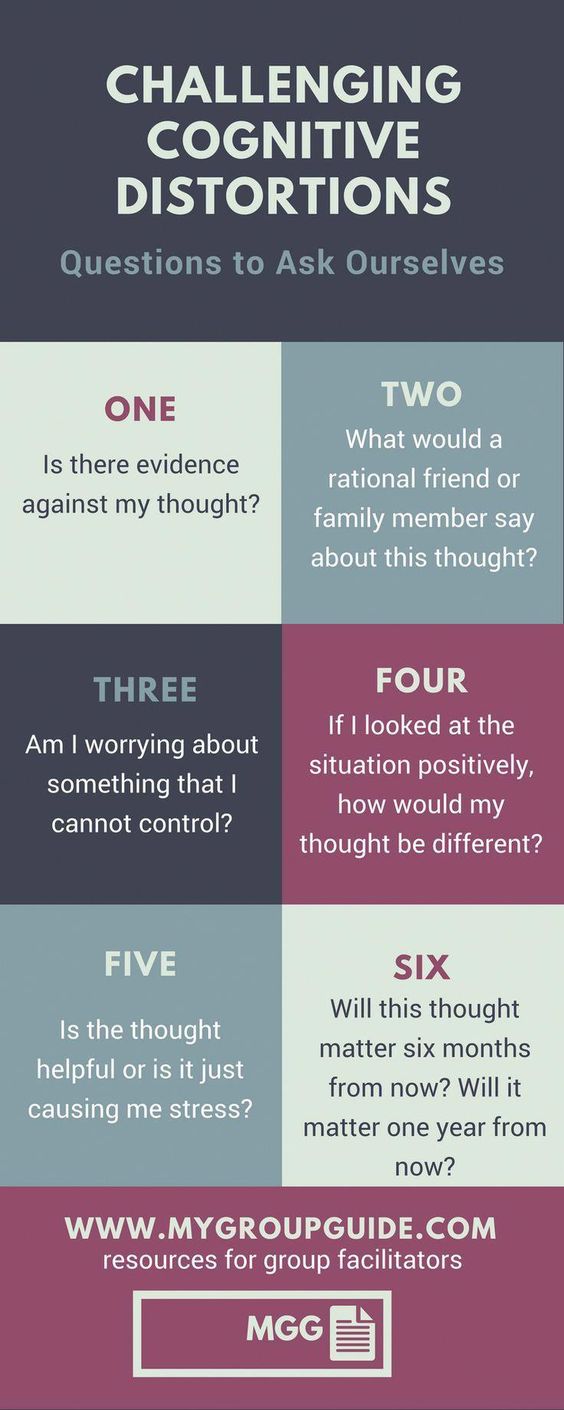 CHALLENGING
COGNITIVE
DISTORTIONS
Questions to Ask Ourselves
ONE
Is there evidence
against my thought?
TWO
What would a
rational friend or
family member say
about this thought?
THREE
Am I worrying about
something that I
cannot control?
FOUR
If I looked at the
situation positively,
how would my
thought be different?
FIVE
Is the thought
helpful or is it just
causing me stress?
SIX
Will this thought
matter six months
from now? Will it
matter one year from
now?
WWW.MYGROUPGUIDE.COM
resources for group facilitators
MGG